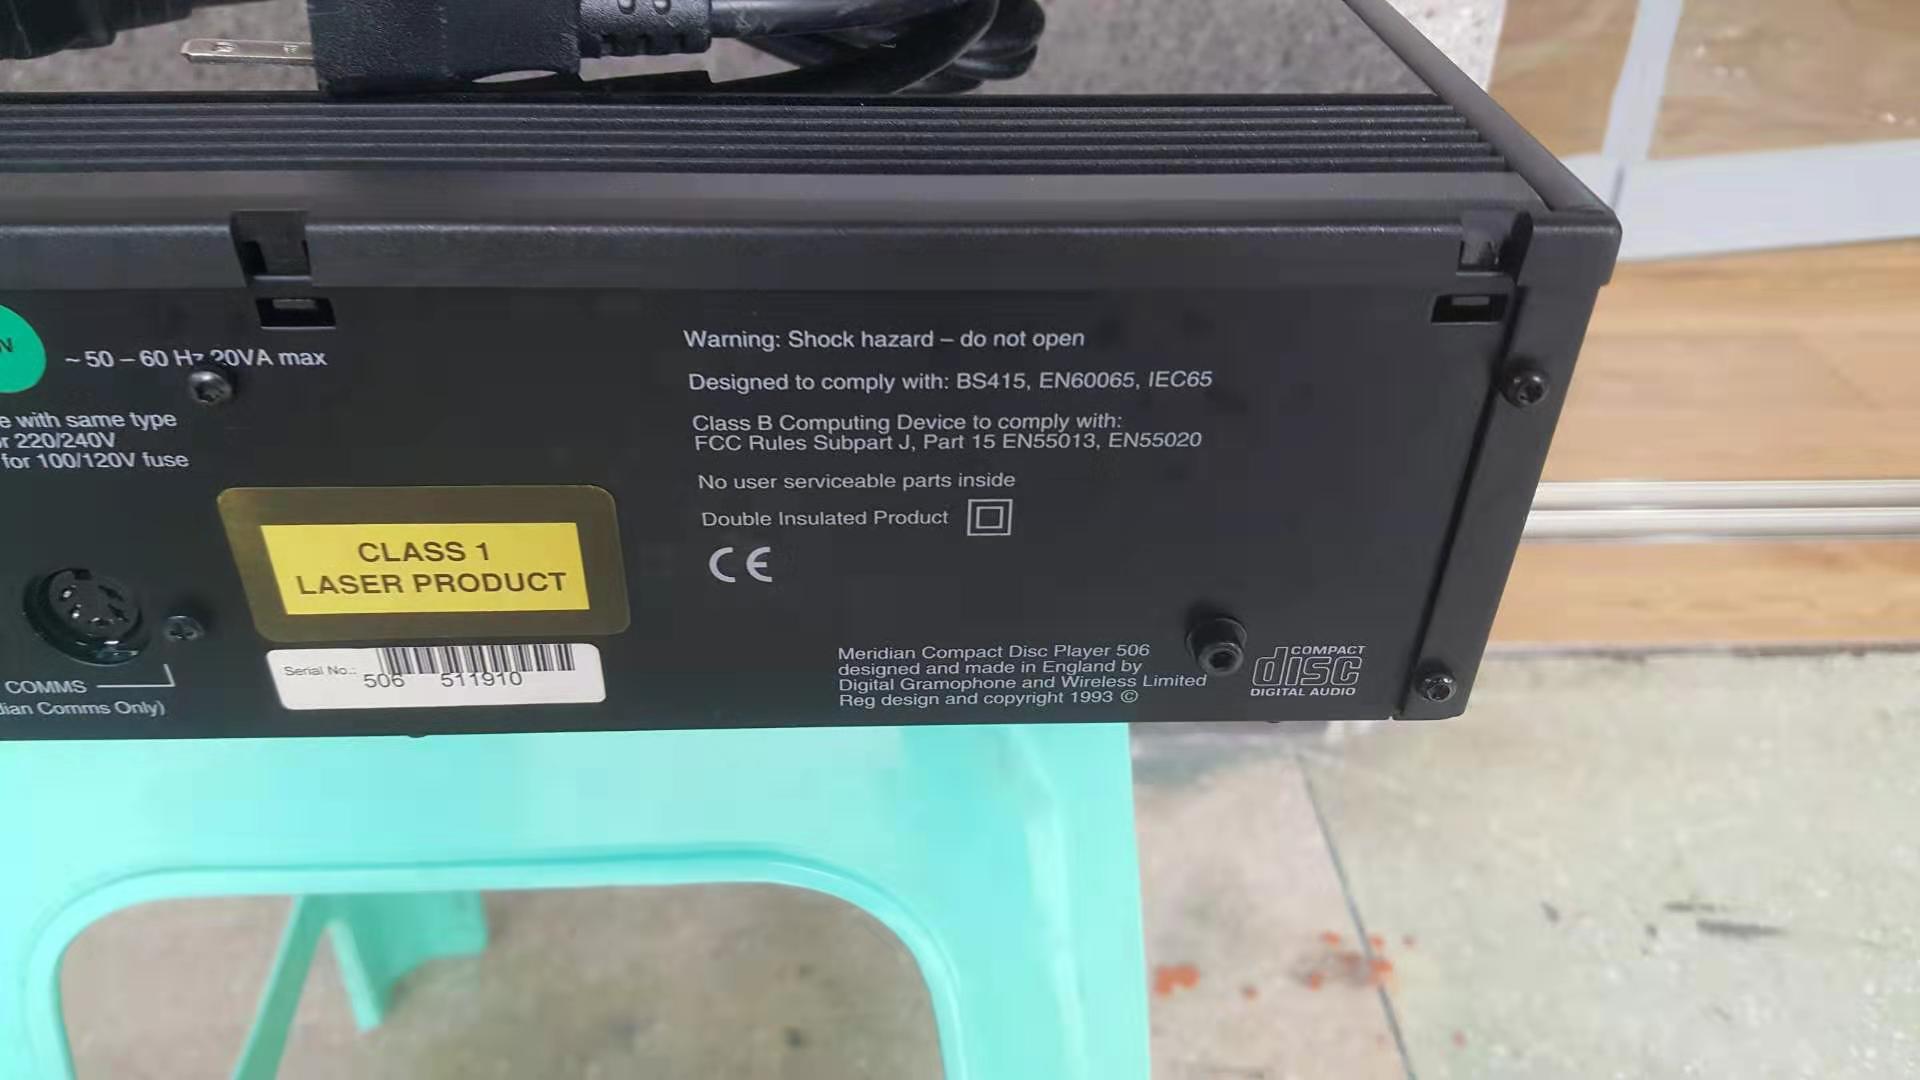 ~ 50 – 60 Hz 20VA max
e with same type
r 220/240V
for 100/120V fuse
COMMS
ian Comms Only)
CLASS 1
LASER PRODUCT
Serial No.:
506 511910
Warning: Shock hazard – do not open
Designed to comply with: BS415, EN60065, IEC65
Class B Computing Device to comply with:
FCC Rules Subpart J, Part 15 EN55013, EN55020
No user serviceable parts inside
Double Insulated Product
CE
Meridian Compact Disc Player 506
designed and made in England by
Digital Gramophone and Wireless Limited
Reg design and copyright 1993 ©
COMPACT
disc
DIGITAL AUDIO